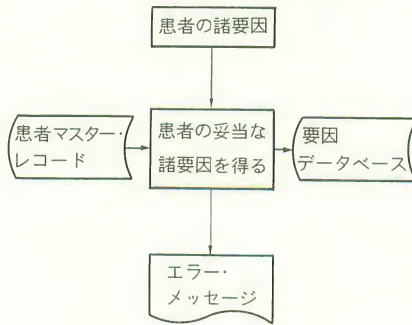 患者の諸要因
患者マスター・
レコード
患者の妥当な
諸要因を得る
要因
データベース
エラー・
メッセージ